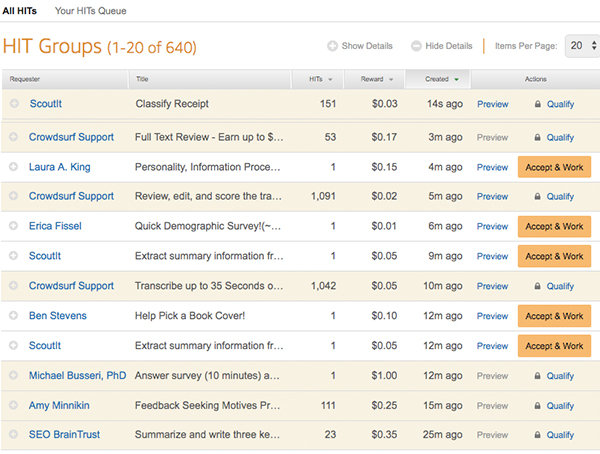 All HITs Your HITs Queue
HIT Groups (1-20 of 640) Show Details Hide Details Items Per Page: 20
Requester Title HITs Reward Created Actions
ScoutIt Classify Receipt 151 $0.03 14s ago Preview Qualify
Crowdsurf Support Full Text Review - Earn up to $... 53 $0.17 3m ago Preview Qualify
Laura A. King Personality, Information Proce... 1 $0.15 4m ago Preview Accept & Work
Crowdsurf Support Review, edit, and score the tra... 1,091 $0.02 5m ago Preview Qualify
Erica Fissel Quick Demographic Survey!(~... 1 $0.01 6m ago Preview Accept & Work
ScoutIt Extract summary information fr... 1 $0.05 9m ago Preview Accept & Work
Crowdsurf Support Transcribe up to 35 Seconds o... 1,042 $0.05 10m ago Preview Qualify
Ben Stevens Help Pick a Book Cover! 1 $0.10 12m ago Preview Accept & Work
ScoutIt Extract summary information fr... 1 $0.05 12m ago Preview Accept & Work
Michael Busseri, PhD Answer survey (10 minutes) a... 1 $1.00 12m ago Preview Qualify
Amy Minnikin Feedback Seeking Motives Pr... 111 $0.25 15m ago Preview Qualify
SEO BrainTrust Summarize and write three ke... 23 $0.35 25m ago Preview Qualify